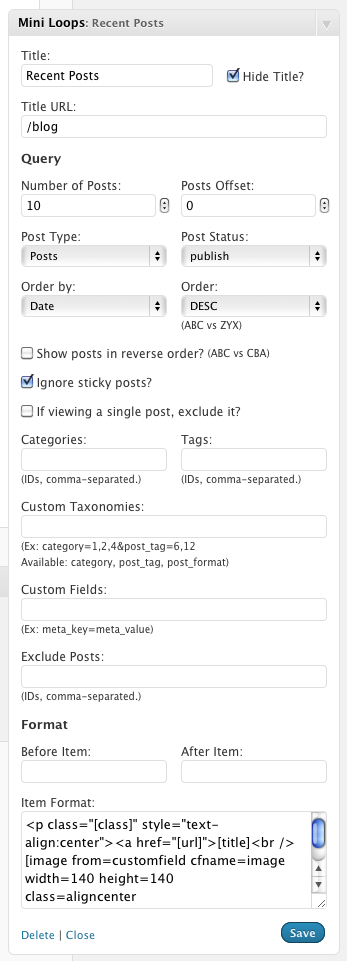 Mini Loops: Recent Posts
Title:
Recent Posts
Hide Title?
Title URL:
/blog
Query
Number of Posts: Posts Offset:
10 0
Post Type: Post Status:
Posts publish
Order by: Order:
Date DESC
(ABC vs ZYX)
Show posts in reverse order? (ABC vs CBA)
Ignore sticky posts?
If viewing a single post, exclude it?
Categories: Tags:
(IDs, comma-separated.) (IDs, comma-separated.)
Custom Taxonomies:
(Ex: category=1,2,4&post_tag=6,12
Available: category, post_tag, post_format)
Custom Fields:
(Ex: meta_key=meta_value)
Exclude Posts:
(IDs, comma-separated.)
Format
Before Item: After Item:
Item Format:
<p class="[class]" style="text-
align:center"><a href="[url]">[title]<br />
[image from=customfield cfname=image
width=140 height=140
class=aligncenter
Delete | Close Save